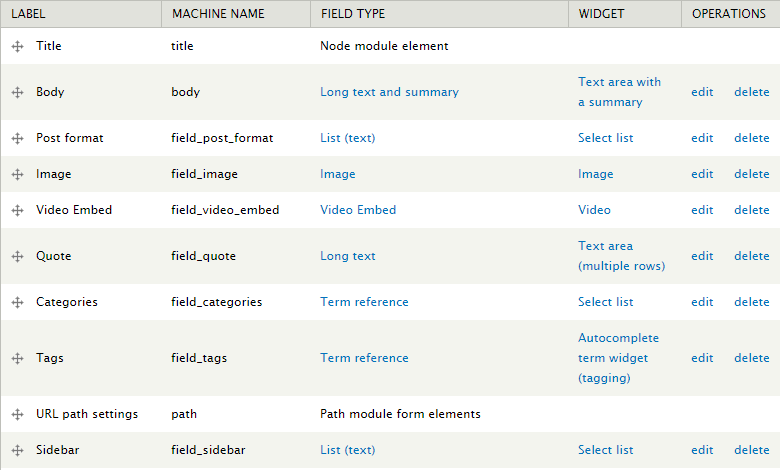 LABEL MACHINE NAME FIELD TYPE WIDGET OPERATIONS
Title title Node module element
Body body Long text and summary Text area with a summary edit delete
Post format field_post_format List (text) Select list edit delete
Image field_image Image Image edit delete
Video Embed field_video_embed Video Embed Video edit delete
Quote field_quote Long text Text area (multiple rows) edit delete
Categories field_categories Term reference Select list edit delete
Tags field_tags Term reference Autocomplete term widget (tagging) edit delete
URL path settings path Path module form elements
Sidebar field_sidebar List (text) Select list edit delete